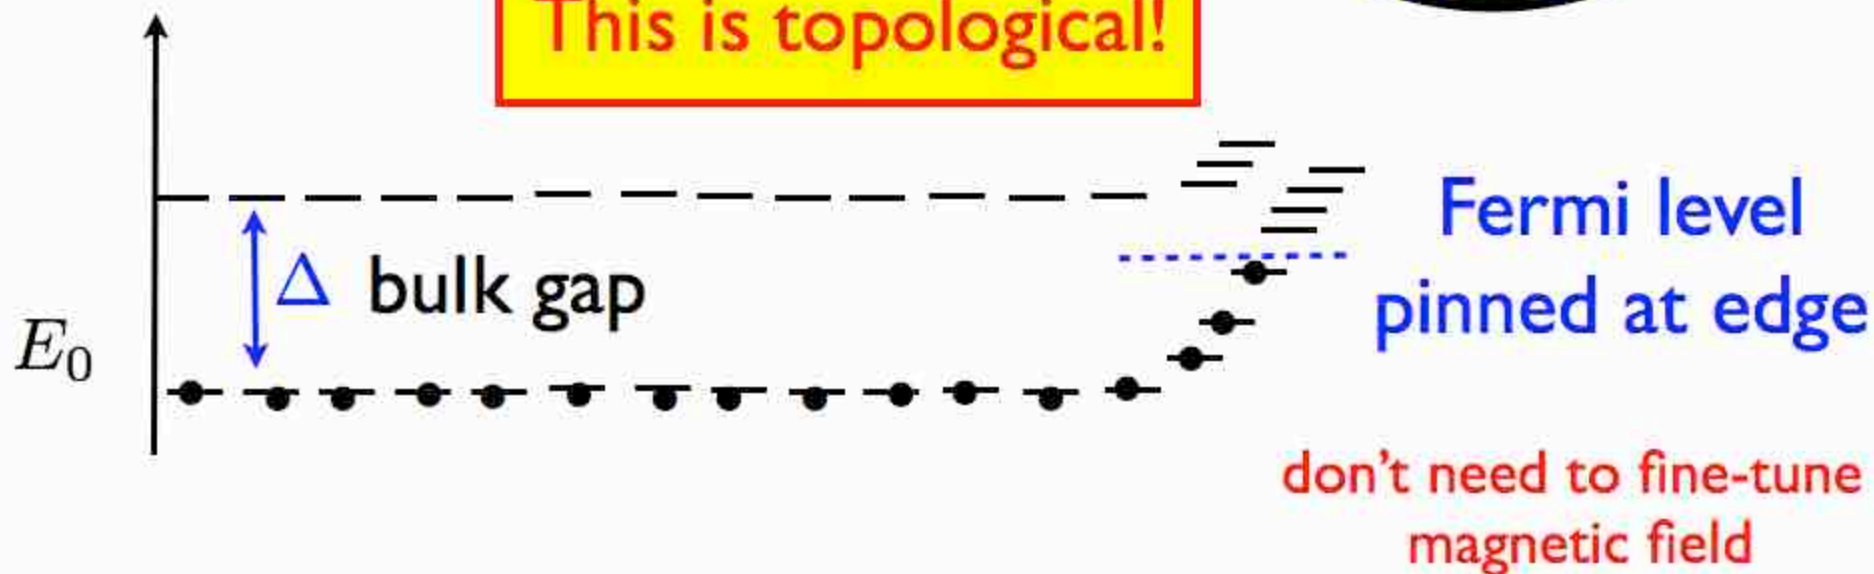 This is topological!
Fermi level
Δ bulk gap
pinned at edge
E₀
don't need to fine-tune
magnetic field